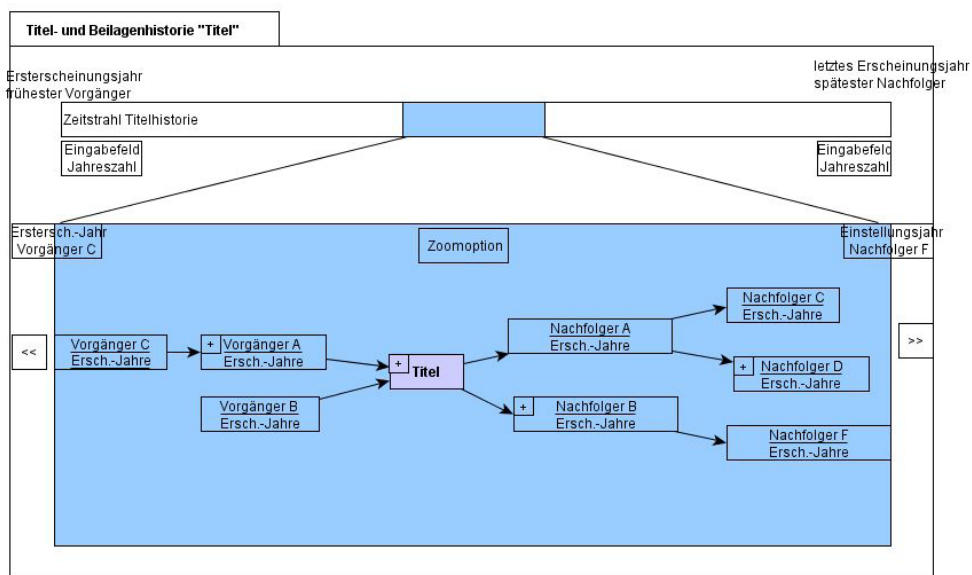 Titel- und Beilagenhistorie "Titel"
Ersterscheinungsjahr
frühester Vorgänger
letztes Erscheinungsjahr
spätester Nachfolger
Zeitstrahl Titelhistorie
Eingabefeld
Jahreszahl
Eingabefeld
Jahreszahl
Erstersch.-Jahr
Vorgänger C
Zoomoption
Einstellungsjahr
Nachfolger F
<<
Vorgänger C
Ersch.-Jahre
+ Vorgänger A
Ersch.-Jahre
Vorgänger B
Ersch.-Jahre
+
Titel
Nachfolger A
Ersch.-Jahre
+ Nachfolger B
Ersch.-Jahre
Nachfolger C
Ersch.-Jahre
+ Nachfolger D
Ersch.-Jahre
Nachfolger F
Ersch.-Jahre
>>